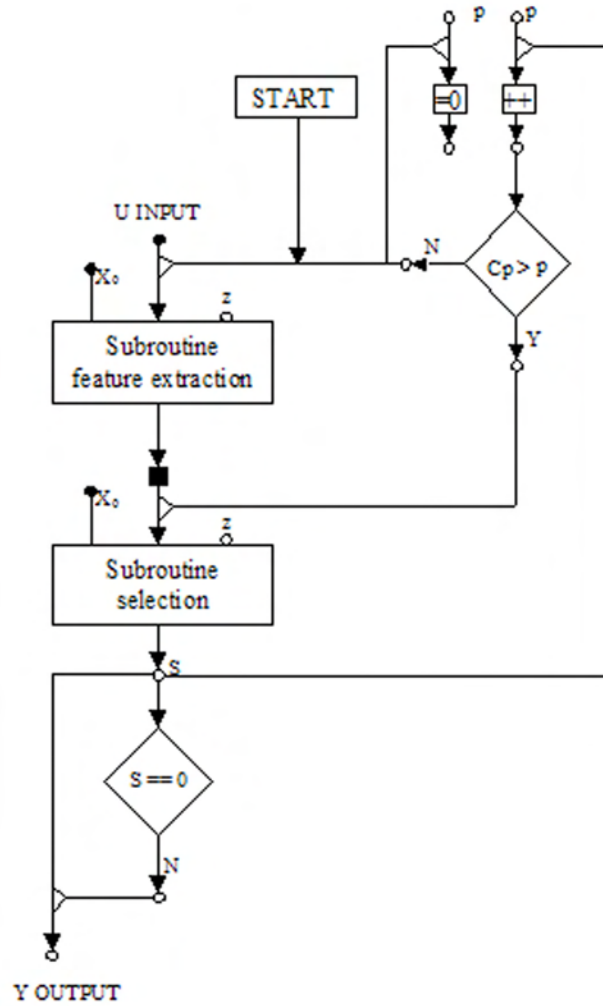 p p
=0 ++
START
U INPUT
N
Cp > p
X₀
z
Y
Subroutine
feature extraction
X₀
z
Subroutine
selection
S
S == 0
N
Y OUTPUT